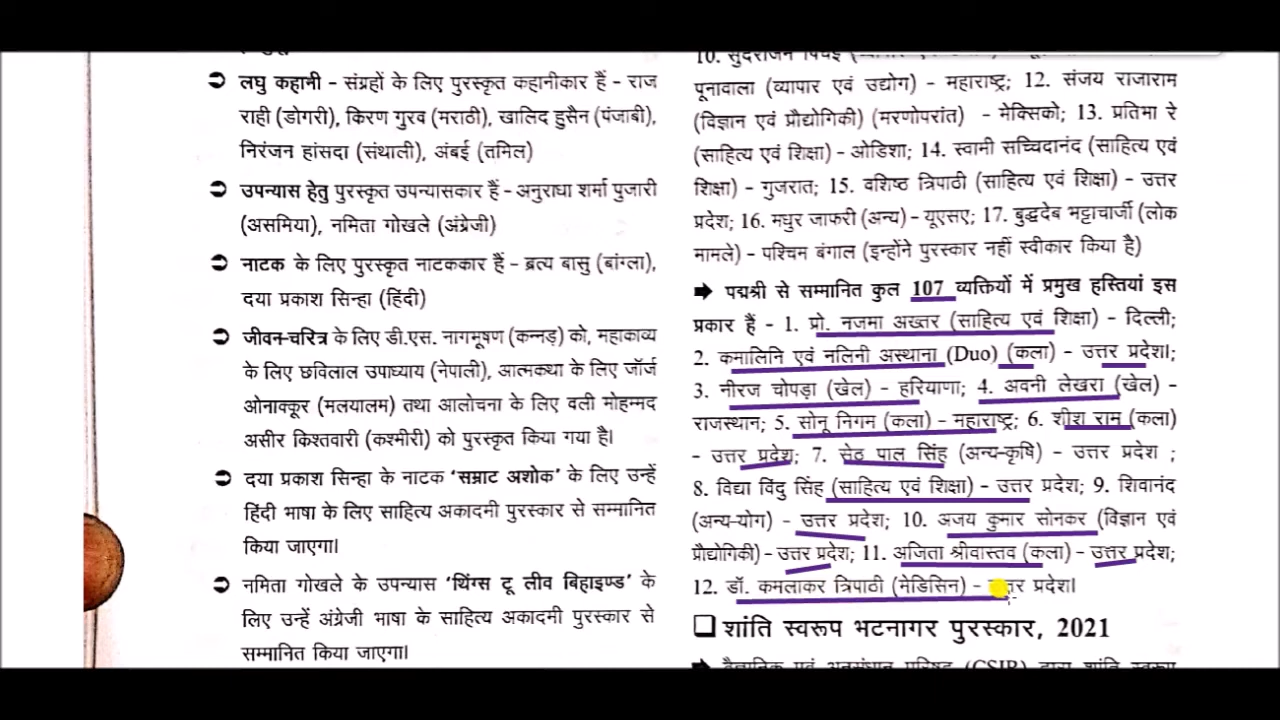 लघु कहानी - संग्रहों के लिए पुरस्कृत कहानीकार हैं - राज
राही (डोगरी), किरण गुरव (मराठी), खालिद हुसैन (पंजाबी),
निरंजन हांसदा (संथाली), अंबई (तमिल)
उपन्यास हेतु पुरस्कृत उपन्यासकार हैं - अनुराधा शर्मा पुजारी
(असमिया), नमिता गोखले (अंग्रेजी)
नाटक के लिए पुरस्कृत नाटककार हैं - ब्रत्य बासु (बांग्ला),
दया प्रकाश सिन्हा (हिंदी)
जीवन-चरित्र के लिए डी.एस. नागमूषण (कन्नड़) को, महाकाव्य
के लिए छविलाल उपाध्याय (नेपाली), आत्मकथा के लिए जॉर्ज
ओनाक्कूर (मलयालम) तथा आलोचना के लिए वली मोहम्मद
असीर किश्तवारी (कश्मीरी) को पुरस्कृत किया गया है।
दया प्रकाश सिन्हा के नाटक ‘सम्राट अशोक’ के लिए उन्हें
हिंदी भाषा के लिए साहित्य अकादमी पुरस्कार से सम्मानित
किया जाएगा।
नमिता गोखले के उपन्यास ‘थिंग्स टू लीव बिहाइण्ड’ के
लिए उन्हें अंग्रेजी भाषा के साहित्य अकादमी पुरस्कार से
सम्मानित किया जाएगा।
10. सुंदराजन
पूनावाला (व्यापार एवं उद्योग) - महाराष्ट्र; 12. संजय राजाराम
(विज्ञान एवं प्रौद्योगिकी) (मरणोपरांत) - मेक्सिको; 13. प्रतिमा रे
(साहित्य एवं शिक्षा) - ओडिशा; 14. स्वामी सच्चिदानंद (साहित्य एवं
शिक्षा) - गुजरात; 15. वशिष्ठ त्रिपाठी (साहित्य एवं शिक्षा) - उत्तर
प्रदेश; 16. मधुर जाफरी (अन्य) - यूएसए; 17. बुद्धदेब भट्टाचार्जी (लोक
मामले) - पश्चिम बंगाल (इन्होंने पुरस्कार नहीं स्वीकार किया है)
पद्मश्री से सम्मानित कुल 107 व्यक्तियों में प्रमुख हस्तियां इस
प्रकार हैं - 1. प्रो. नजमा अख्तर (साहित्य एवं शिक्षा) - दिल्ली;
2. कमालिनि एवं नलिनी अस्थाना (Duo) (कला) - उत्तर प्रदेश।;
3. नीरज चोपड़ा (खेल) - हरियाणा; 4. अवनी लेखरा (खेल) -
राजस्थान; 5. सोनू निगम (कला) - महाराष्ट्र; 6. शीश राम (कला)
- उत्तर प्रदेश; 7. सेठ पाल सिंह (अन्य-कृषि) - उत्तर प्रदेश ;
8. विद्या विंदु सिंह (साहित्य एवं शिक्षा) - उत्तर प्रदेश; 9. शिवानंद
(अन्य-योग) - उत्तर प्रदेश; 10. अजय कुमार सोनकर (विज्ञान एवं
प्रौद्योगिकी) - उत्तर प्रदेश; 11. अजिता श्रीवास्तव (कला) - उत्तर प्रदेश;
12. डॉ. कमलाकर त्रिपाठी (मेडिसिन) - उत्तर प्रदेश।
शांति स्वरूप भटनागर पुरस्कार, 2021
वैज्ञानिक एवं अनुसंधान परिषद (CSIR) द्वारा शांति स्वरूप